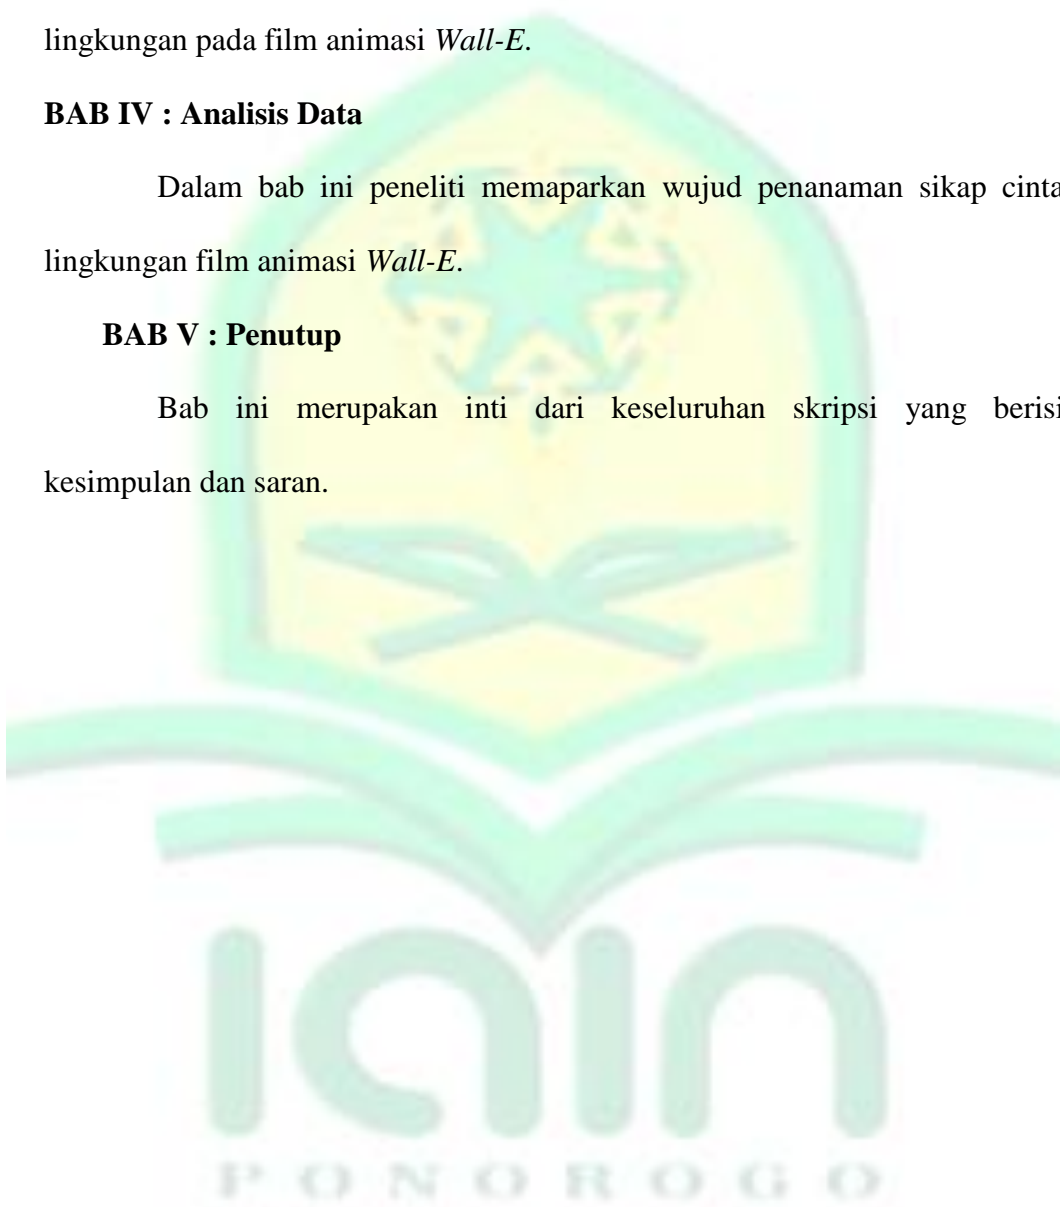 lingkungan pada film animasi Wall-E.
BAB IV : Analisis Data
Dalam bab ini peneliti memaparkan wujud penanaman sikap cinta
lingkungan film animasi Wall-E.
BAB V : Penutup
Bab ini merupakan inti dari keseluruhan skripsi yang berisi
kesimpulan dan saran.
iain
PONOROGO